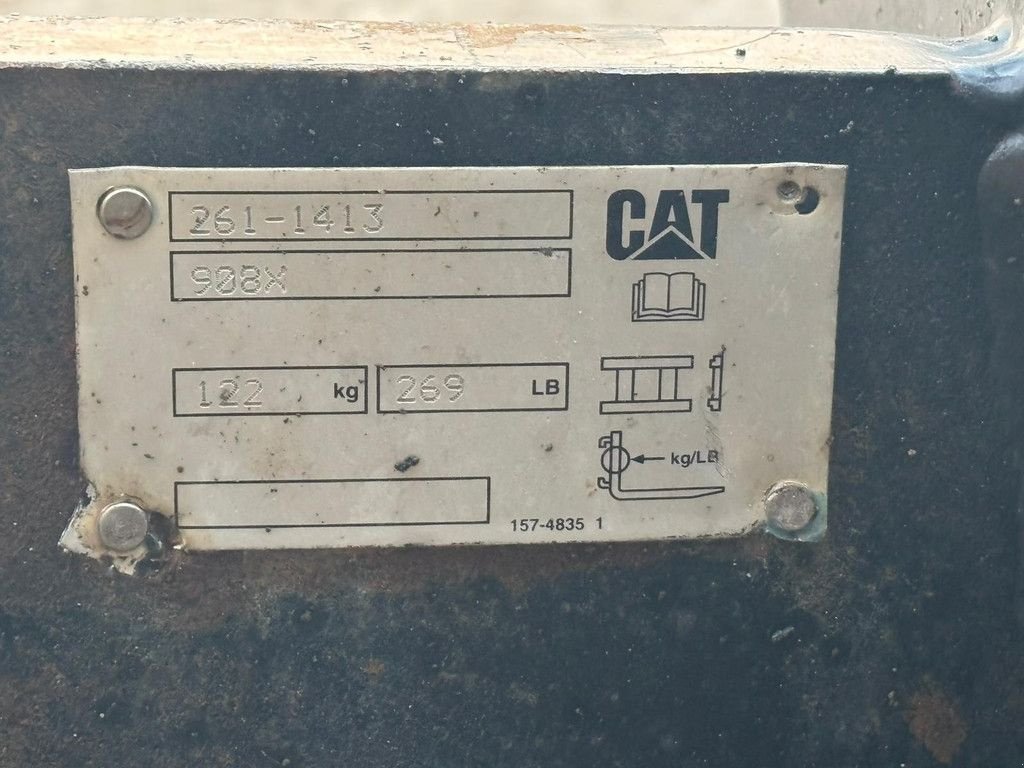 261-1413
CAT
908X
122 kg 269 LB
kg/LB
157-4835 1